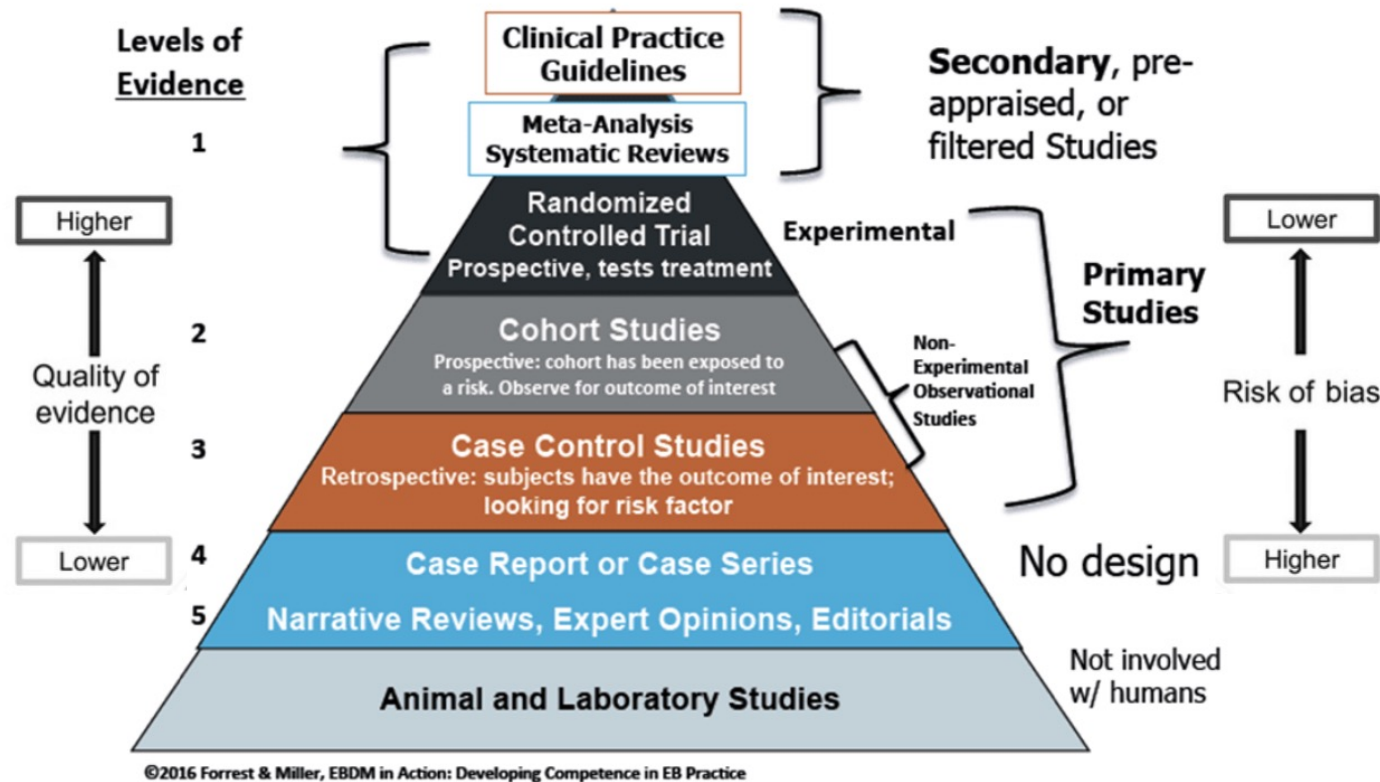 Levels of
Evidence
1
2
3
4
5
Higher
Quality of
evidence
Lower
Clinical Practice
Guidelines
Meta-Analysis
Systematic Reviews
Randomized
Controlled Trial
Prospective, tests treatment
Cohort Studies
Prospective: cohort has been exposed to
a risk. Observe for outcome of interest
Case Control Studies
Retrospective: subjects have the outcome of interest;
looking for risk factor
Case Report or Case Series
Narrative Reviews, Expert Opinions, Editorials
Animal and Laboratory Studies
Secondary, pre-
appraised, or
filtered Studies
Experimental
Primary
Studies
Non-
Experimental
Observational
Studies
No design
Not involved
w/ humans
Lower
Risk of bias
Higher
©2016 Forrest & Miller, EBDM in Action: Developing Competence in EB Practice